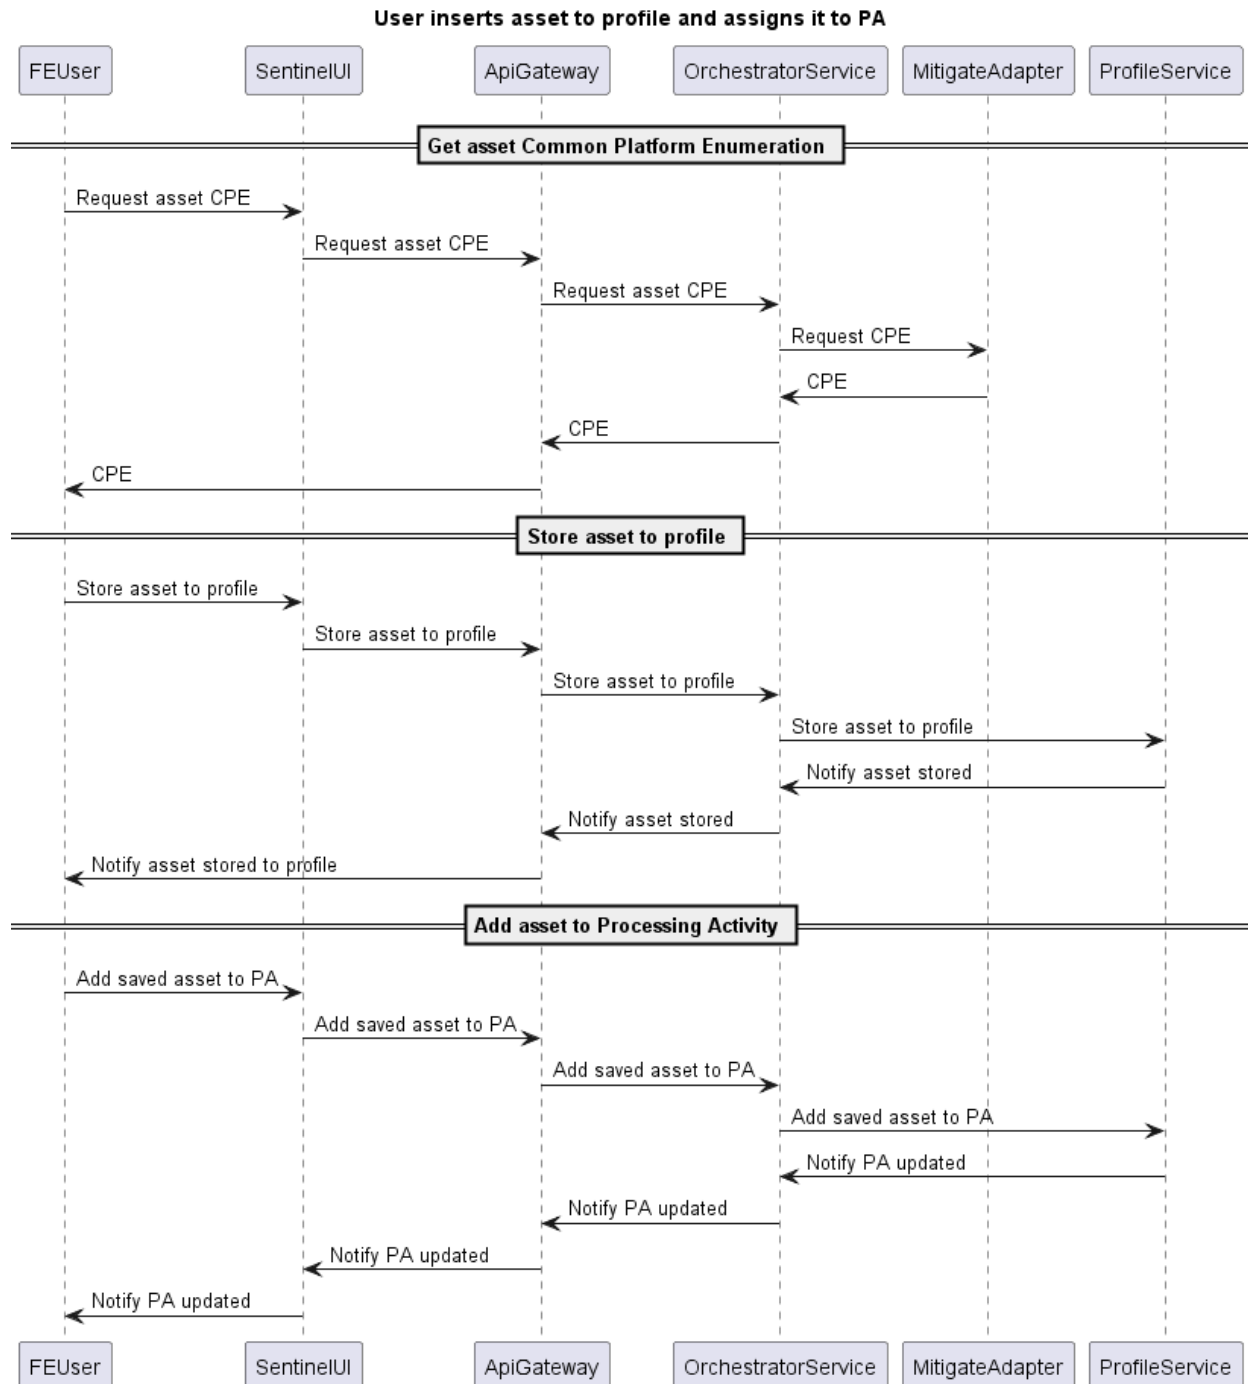 User inserts asset to profile and assigns it to PA
FEUser SentinelUI ApiGateway OrchestratorService MitigateAdapter ProfileService
Get asset Common Platform Enumeration
Request asset CPE
Request asset CPE
Request asset CPE
Request CPE
CPE
CPE
CPE
Store asset to profile
Store asset to profile
Store asset to profile
Store asset to profile
Store asset to profile
Notify asset stored
Notify asset stored
Notify asset stored to profile
Add asset to Processing Activity
Add saved asset to PA
Add saved asset to PA
Add saved asset to PA
Add saved asset to PA
Notify PA updated
Notify PA updated
Notify PA updated
Notify PA updated
FEUser SentinelUI ApiGateway OrchestratorService MitigateAdapter ProfileService